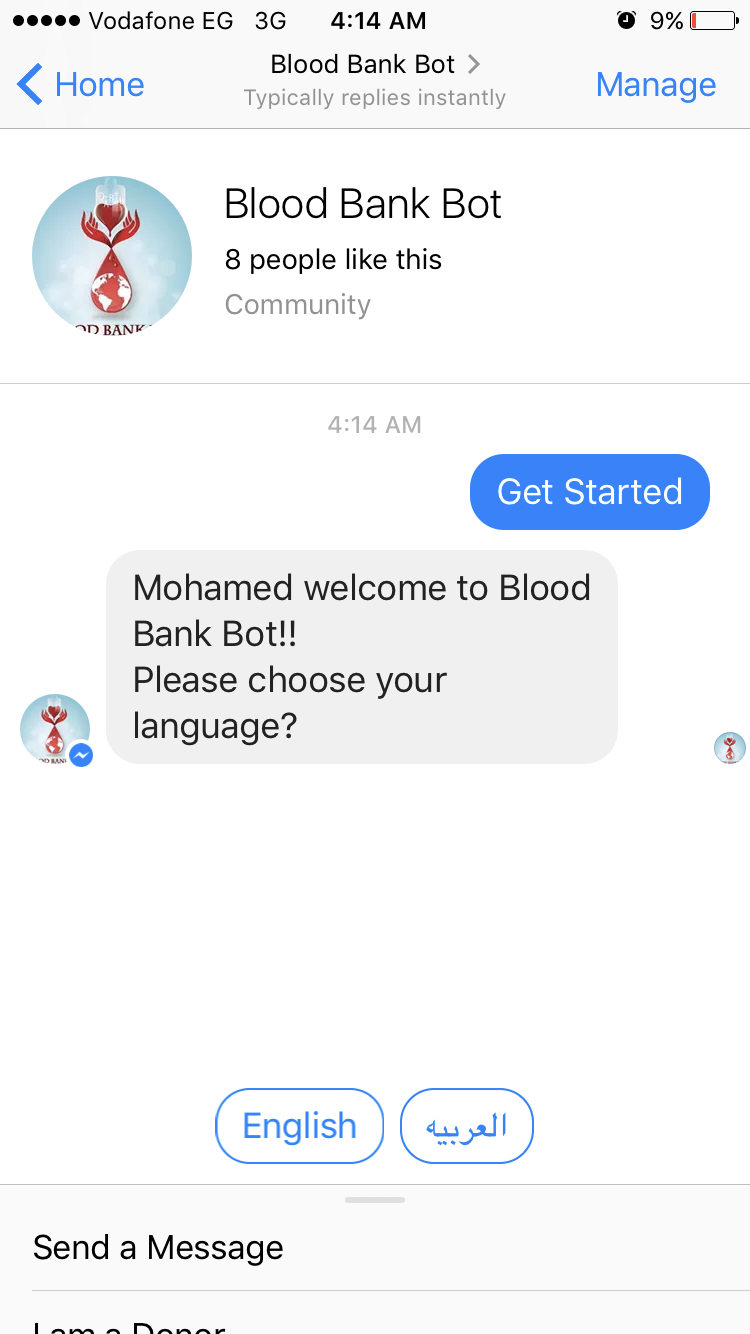 Vodafone EG 3G 4:14 AM 9%
Home
Blood Bank Bot
Manage
Typically replies instantly
Blood Bank Bot
8 people like this
Community
OD BANK
4:14 AM
Get Started
Mohamed welcome to Blood
Bank Bot!!
Please choose your
language?
English العربيه
Send a Message
I am a Donor